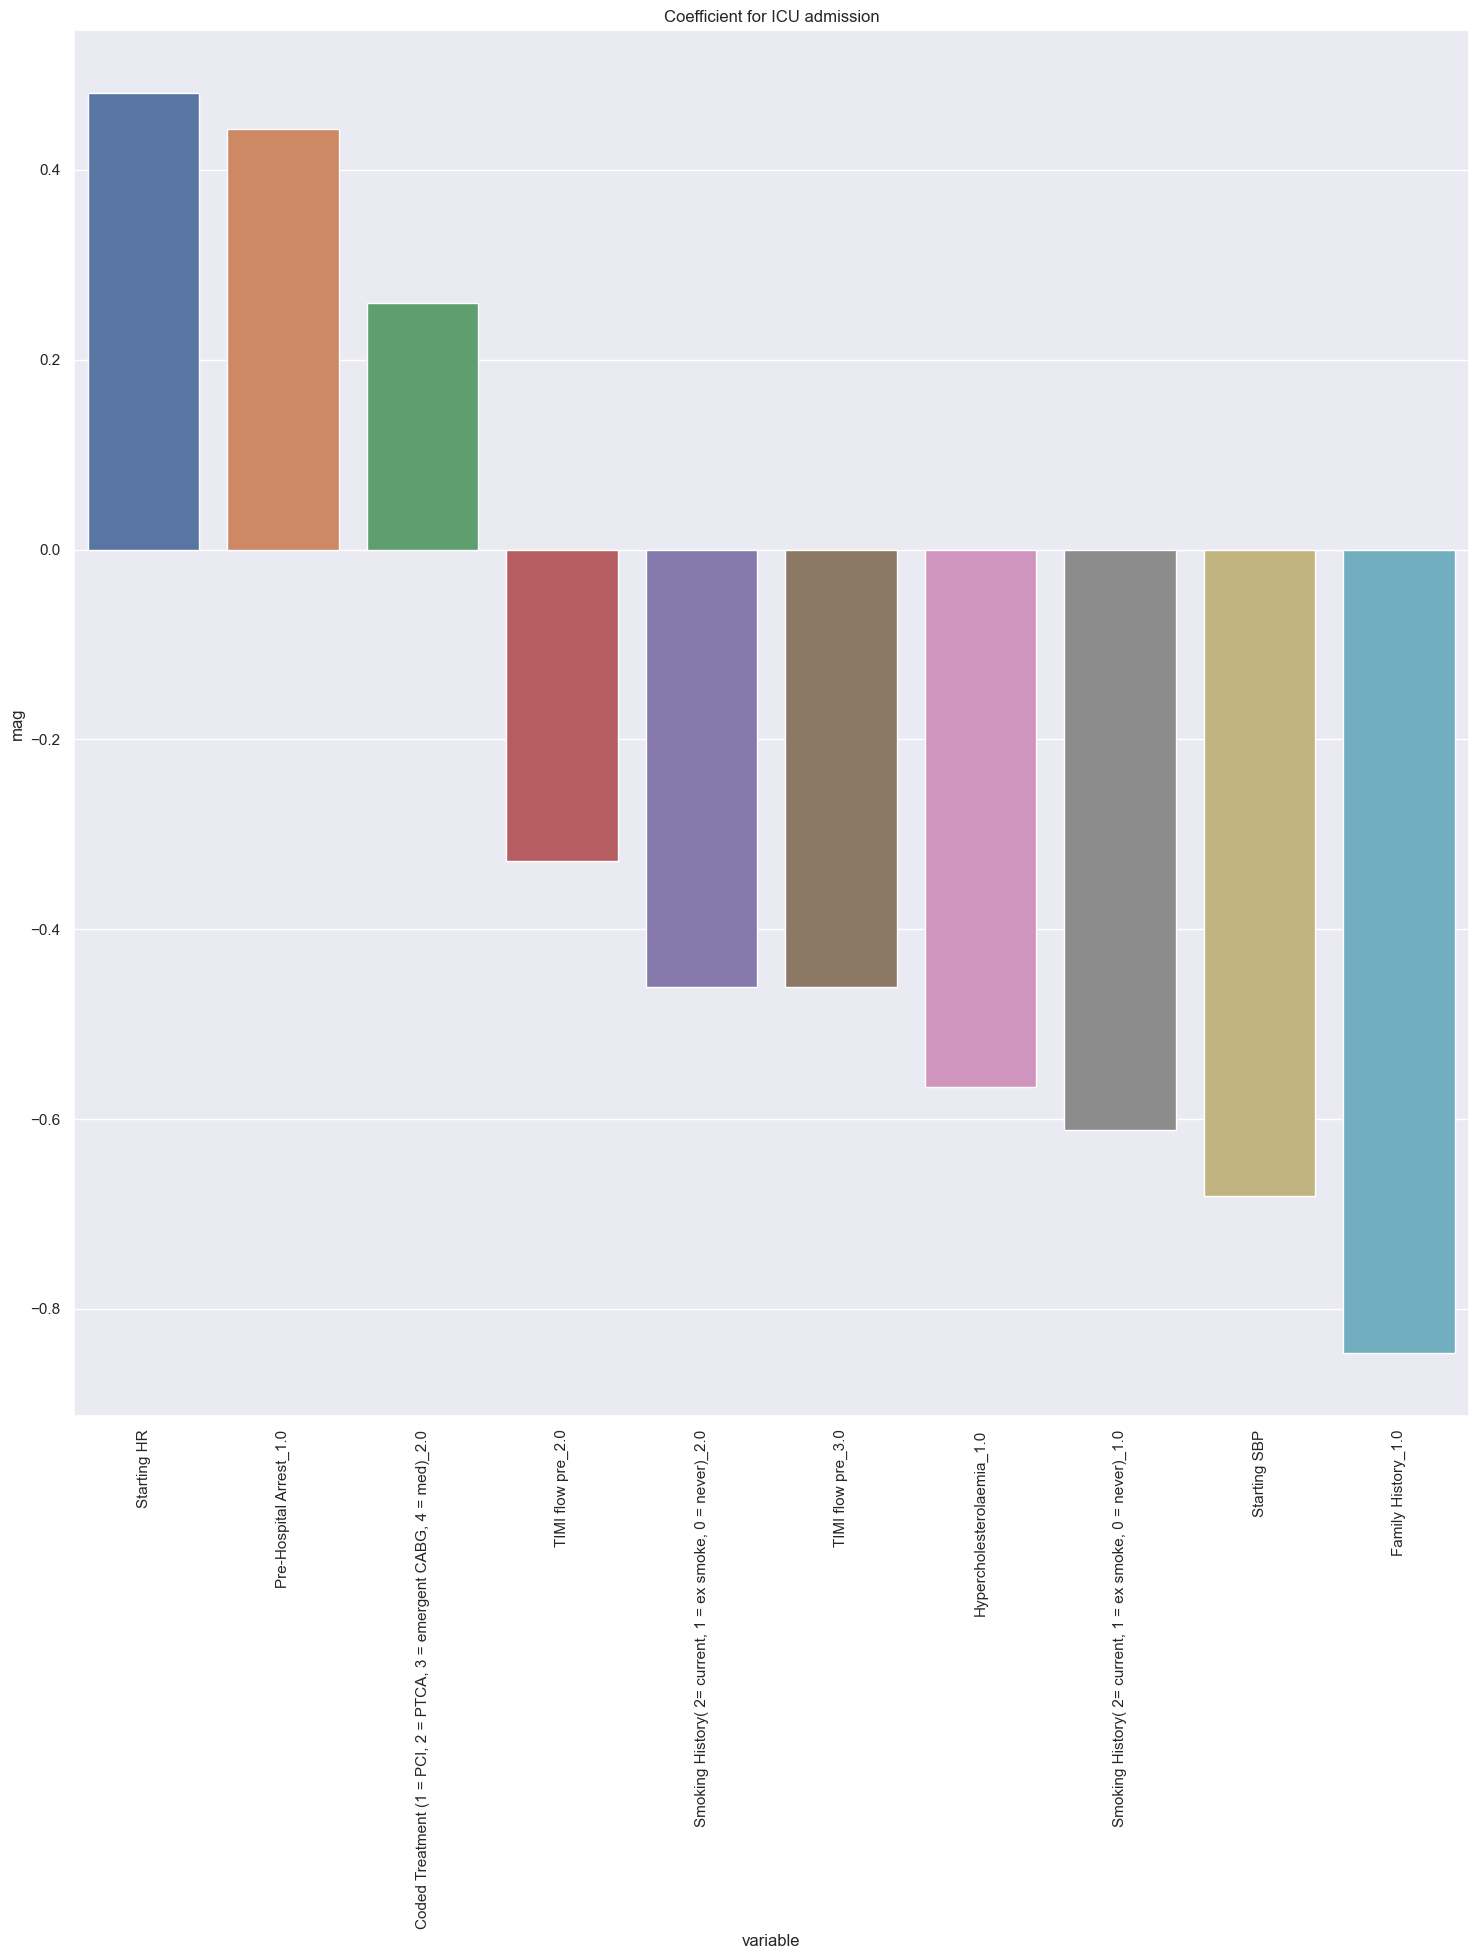 Coefficient for ICU admission
mag
0.4
0.2
0.0
−0.2
−0.4
−0.6
−0.8
Starting HR
Pre-Hospital Arrest_1.0
Coded Treatment (1 = PCI, 2 = PTCA, 3 = emergent CABG, 4 = med)_2.0
TIMI flow pre_2.0
Smoking History( 2= current, 1 = ex smoke, 0 = never)_2.0
TIMI flow pre_3.0
Hypercholesterolaemia_1.0
Smoking History( 2= current, 1 = ex smoke, 0 = never)_1.0
Starting SBP
Family History_1.0
variable